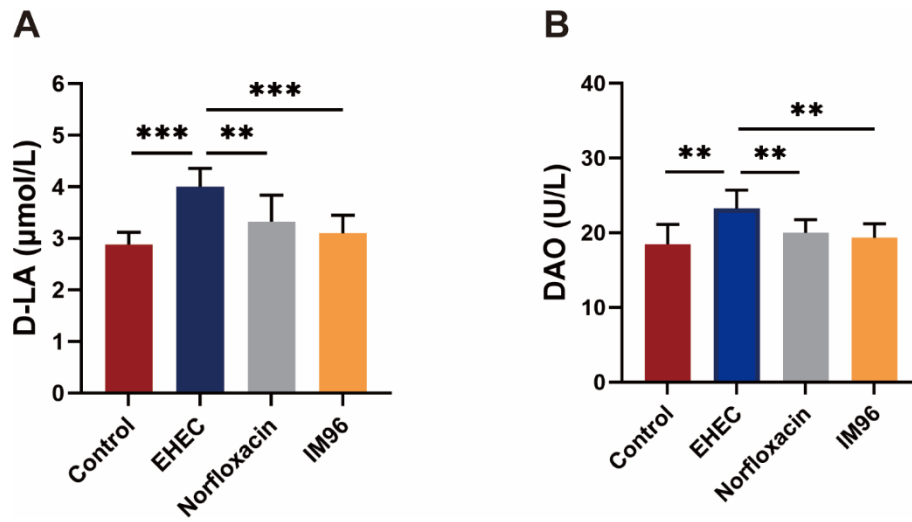 A
D-LA (μmol/L)
6
5
4
3
2
1
0
***
*** **
Control
EHEC
Norfloxacin
IM96
B
DAO (U/L)
40
30
20
10
0
**
** **
Control
EHEC
Norfloxacin
IM96